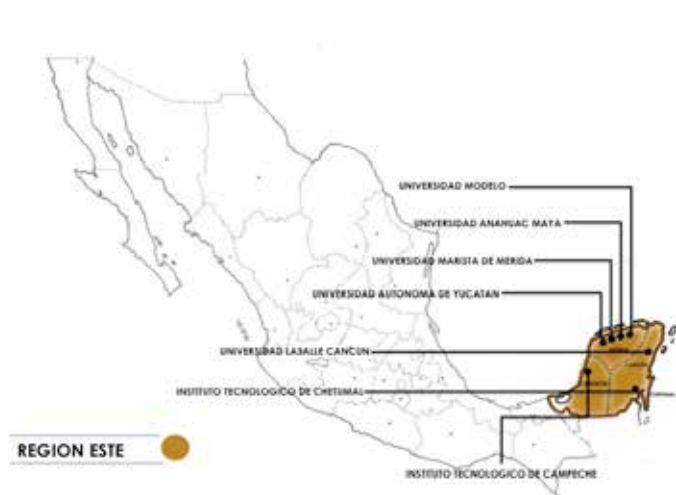 UNIVERSIDAD MODELO
UNIVERSIDAD ANAHUAC MAYA
UNIVERSIDAD MARISTA DE MERIDA
UNIVERSIDAD AUTONOMA DE YUCATAN
UNIVERSIDAD LASALLE CANCUN
INSTITUTO TECNOLOGICO DE CHETUMAL
REGION ESTE
INSTITUTO TECNOLOGICO DE CAMPECHE